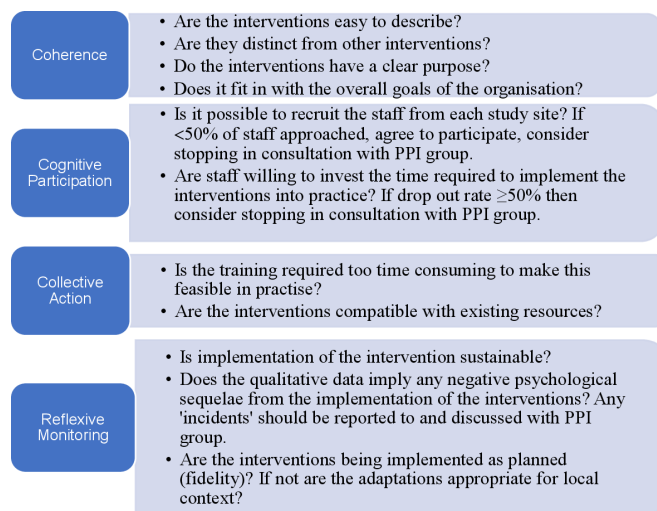 Coherence
• Are the interventions easy to describe?
• Are they distinct from other interventions?
• Do the interventions have a clear purpose?
• Does it fit in with the overall goals of the organisation?
Cognitive
Participation
• Is it possible to recruit the staff from each study site? If
<50% of staff approached, agree to participate, consider
stopping in consultation with PPI group.
• Are staff willing to invest the time required to implement the
interventions into practice? If drop out rate ≥50% then
consider stopping in consultation with PPI group.
Collective
Action
• Is the training required too time consuming to make this
feasible in practise?
• Are the interventions compatible with existing resources?
Reflexive
Monitoring
• Is implementation of the intervention sustainable?
• Does the qualitative data imply any negative psychological
sequelae from the implementation of the interventions? Any
'incidents' should be reported to and discussed with PPI
group.
• Are the interventions being implemented as planned
(fidelity)? If not are the adaptations appropriate for local
context?